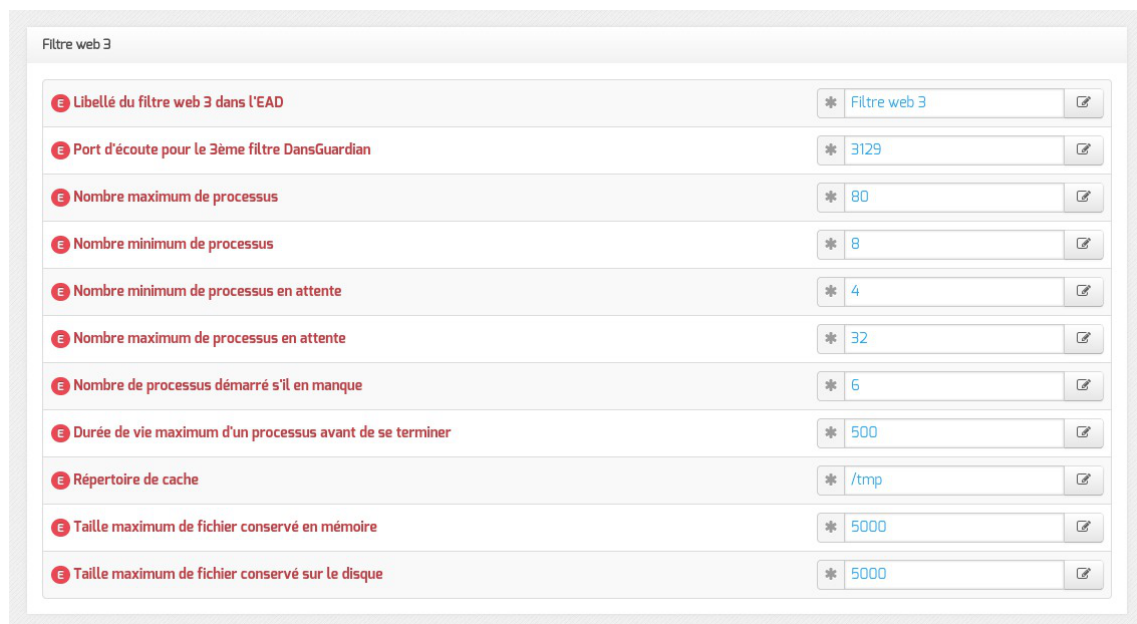 Filtre web 3
E Libellé du filtre web 3 dans l'EAD * Filtre web 3
E Port d'écoute pour le 3ème filtre DansGuardian * 3129
E Nombre maximum de processus * 80
E Nombre minimum de processus * 8
E Nombre minimum de processus en attente * 4
E Nombre maximum de processus en attente * 32
E Nombre de processus démarré s'il en manque * 6
E Durée de vie maximum d'un processus avant de se terminer * 500
E Répertoire de cache * /tmp
E Taille maximum de fichier conservé en mémoire * 5000
E Taille maximum de fichier conservé sur le disque * 5000